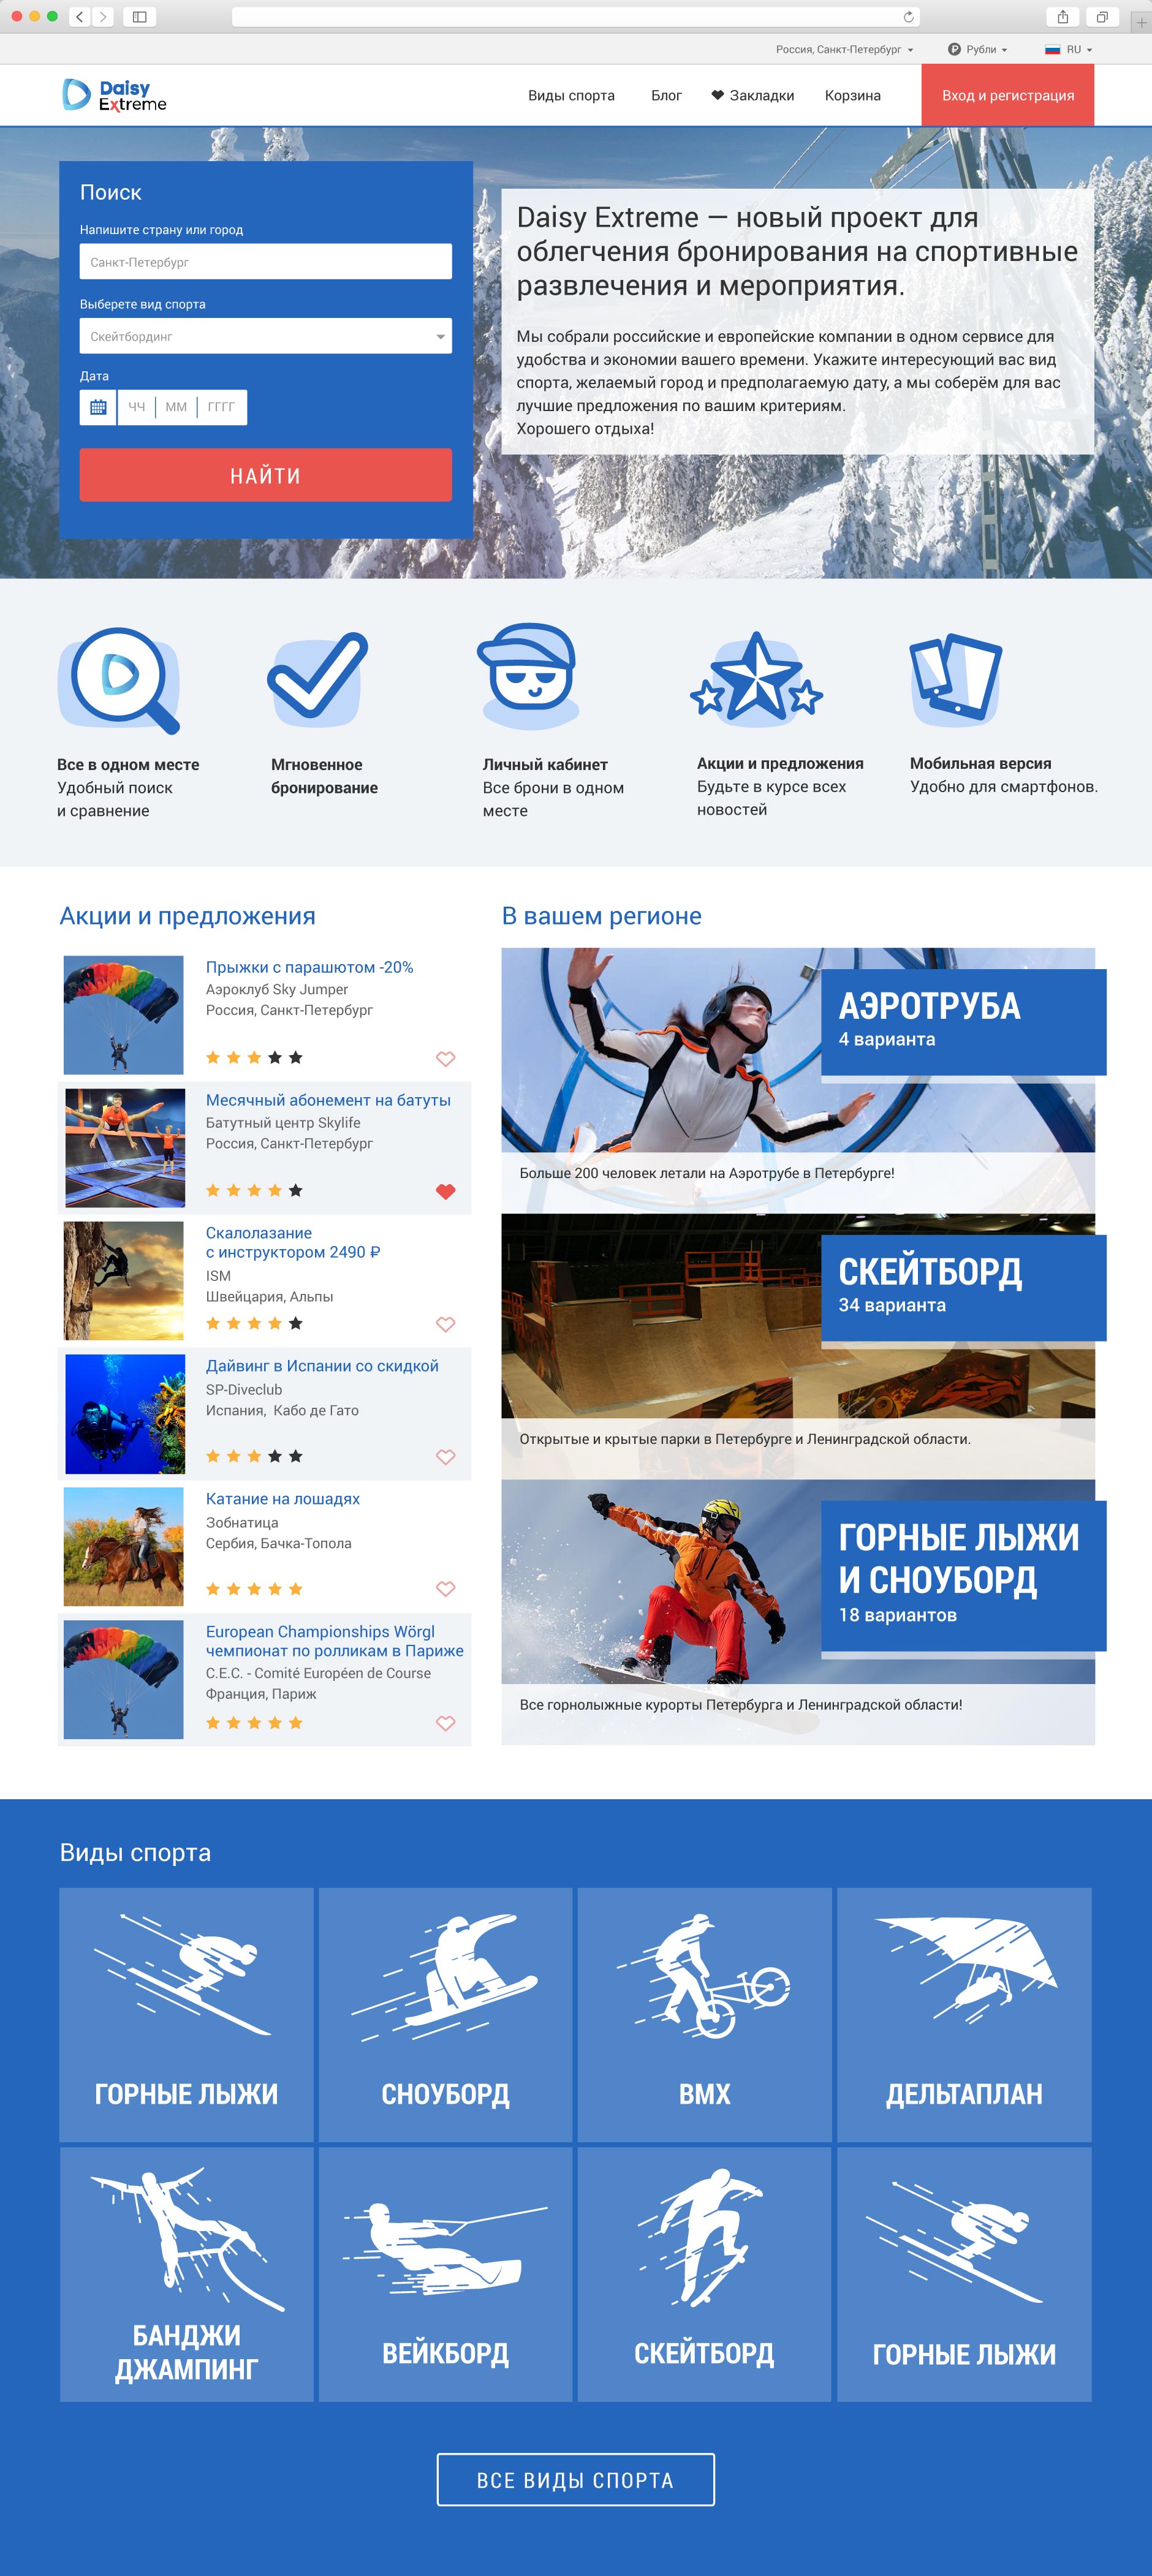 Россия, Санкт-Петербург
Рубли
RU
Daisy
Extreme
Виды спорта
Блог
Закладки
Корзина
Вход и регистрация
Поиск
Напишите страну или город
Санкт-Петербург
Выберете вид спорта
Скейтбординг
Дата
ЧЧ
ММ
ГГГГ
НАЙТИ
Daisy Extreme — новый проект для
облегчения бронирования на спортивные
развлечения и мероприятия.
Мы собрали российские и европейские компании в одном сервисе для
удобства и экономии вашего времени. Укажите интересующий вас вид
спорта, желаемый город и предполагаемую дату, а мы соберём для вас
лучшие предложения по вашим критериям.
Хорошего отдыха!
Все в одном месте
Удобный поиск
и сравнение
Мгновенное
бронирование
Личный кабинет
Все брони в одном
месте
Акции и предложения
Будьте в курсе всех
новостей
Мобильная версия
Удобно для смартфонов.
Акции и предложения
Прыжки с парашютом -20%
Аэроклуб Sky Jumper
Россия, Санкт-Петербург
Месячный абонемент на батуты
Батутный центр Skylife
Россия, Санкт-Петербург
Скалолазание
с инструктором 2490 ₽
ISM
Швейцария, Альпы
Дайвинг в Испании со скидкой
SP-Diveclub
Испания, Кабо де Гато
Катание на лошадях
Зобнатица
Сербия, Бачка-Топола
European Championships Wörgl
чемпионат по ролликам в Париже
C.E.C. - Comité Européen de Course
Франция, Париж
В вашем регионе
АЭРОТРУБА
4 варианта
Больше 200 человек летали на Аэротрубе в Петербурге!
СКЕЙТБОРД
34 варианта
Открытые и крытые парки в Петербурге и Ленинградской области.
ГОРНЫЕ ЛЫЖИ
И СНОУБОРД
18 вариантов
Все горнолыжные курорты Петербурга и Ленинградской области!
Виды спорта
ГОРНЫЕ ЛЫЖИ
СНОУБОРД
BMX
ДЕЛЬТАПЛАН
БАНДЖИ
ДЖАМПИНГ
ВЕЙКБОРД
СКЕЙТБОРД
ГОРНЫЕ ЛЫЖИ
ВСЕ ВИДЫ СПОРТА